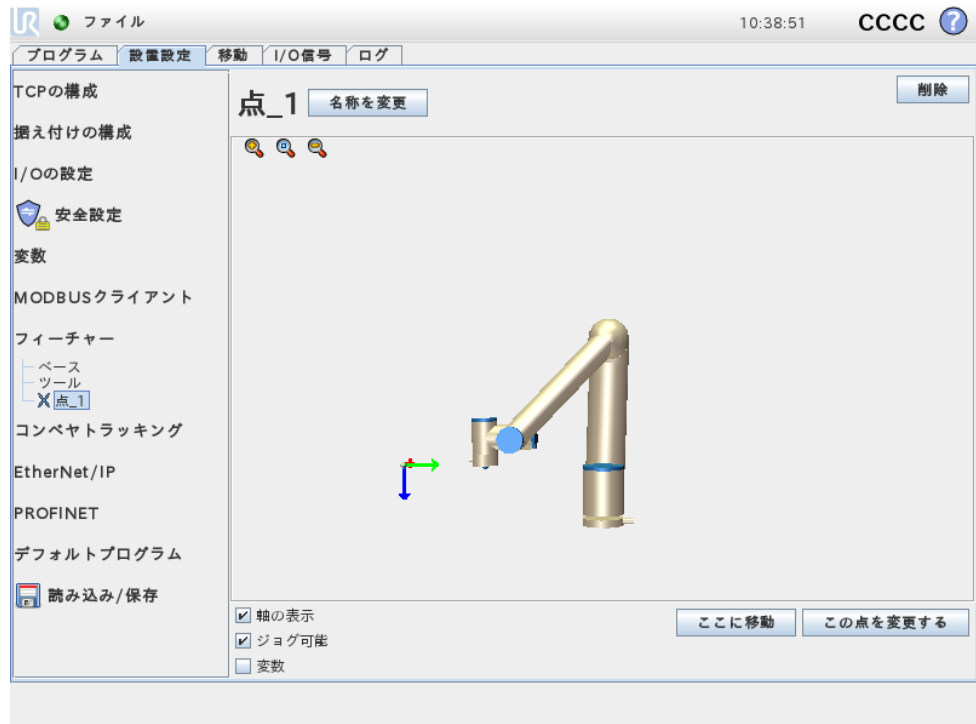 UR ファイル 10:38:51 CCCC ?
プログラム 設置設定 移動 I/O信号 ログ
TCPの構成
据え付けの構成
I/Oの設定
安全設定
変数
MODBUSクライアント
フィーチャー
ベース
ツール
点_1
コンベヤトラッキング
EtherNet/IP
PROFINET
デフォルトプログラム
読み込み/保存
点_1 名称を変更 削除
軸の表示
ジョグ可能
変数
ここに移動 この点を変更する